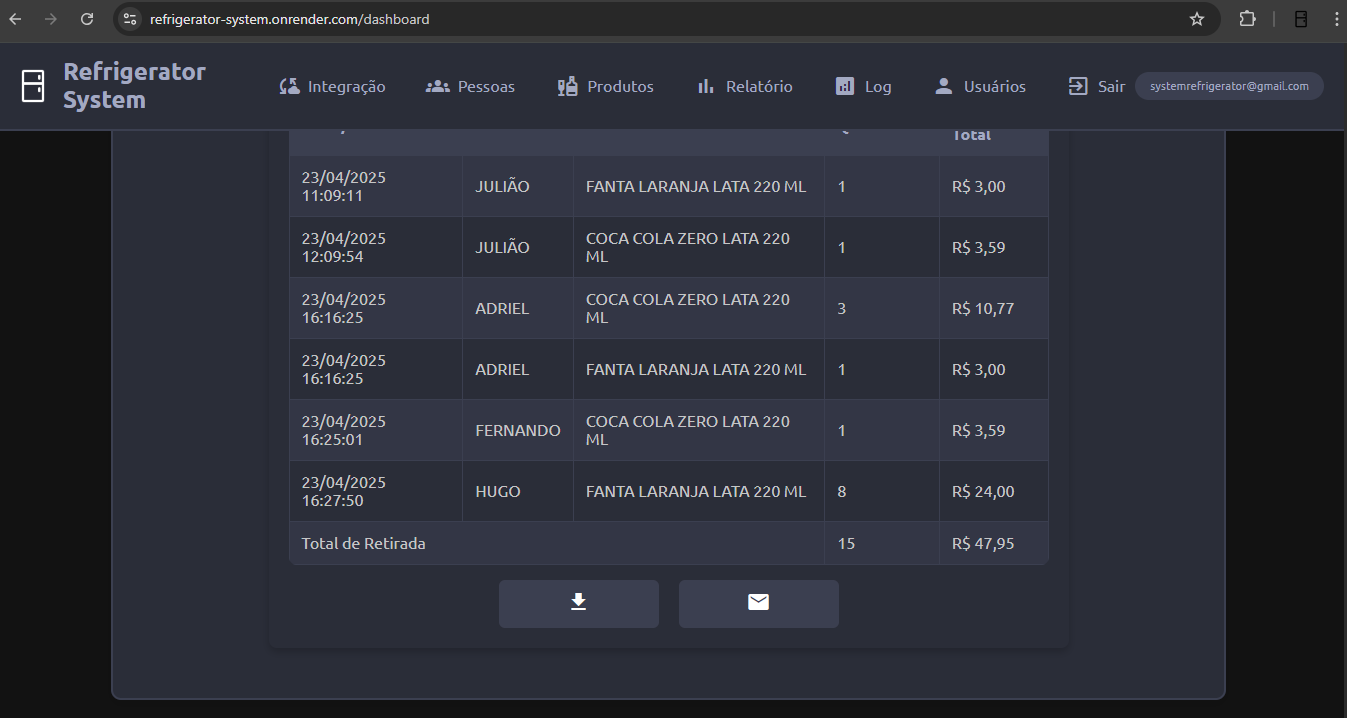 refrigerator-system.onrender.com/dashboard
Refrigerator
System
Integração
Pessoas
Produtos
Relatório
Log
Usuários
Sair
systemrefrigerator@gmail.com
Total
23/04/2025
11:09:11
JULIÃO
FANTA LARANJA LATA 220 ML
1
R$ 3,00
23/04/2025
12:09:54
JULIÃO
COCA COLA ZERO LATA 220
ML
1
R$ 3,59
23/04/2025
16:16:25
ADRIEL
COCA COLA ZERO LATA 220
ML
3
R$ 10,77
23/04/2025
16:16:25
ADRIEL
FANTA LARANJA LATA 220 ML
1
R$ 3,00
23/04/2025
16:25:01
FERNANDO
COCA COLA ZERO LATA 220
ML
1
R$ 3,59
23/04/2025
16:27:50
HUGO
FANTA LARANJA LATA 220 ML
8
R$ 24,00
Total de Retirada
15
R$ 47,95